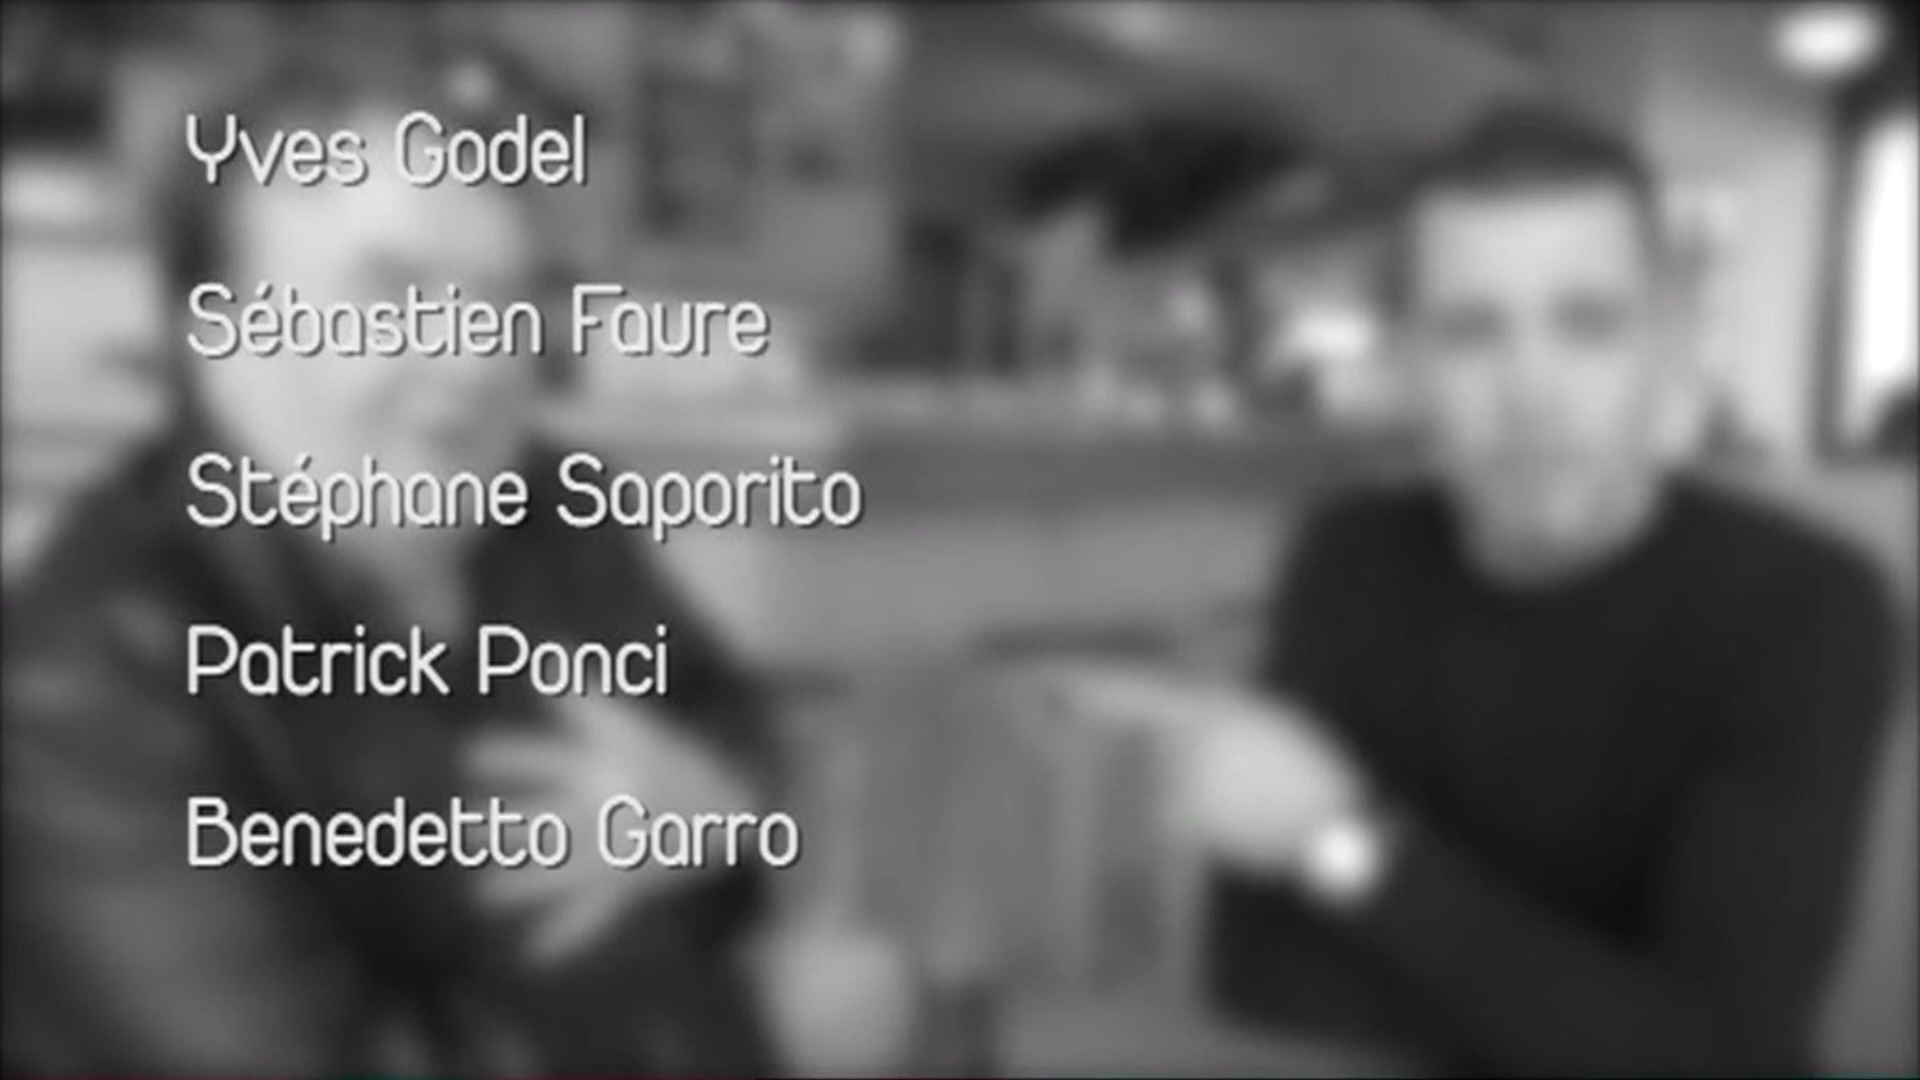 Yves Godel
Sébastien Faure
Stéphane Saporito
Patrick Ponci
Benedetto Garro